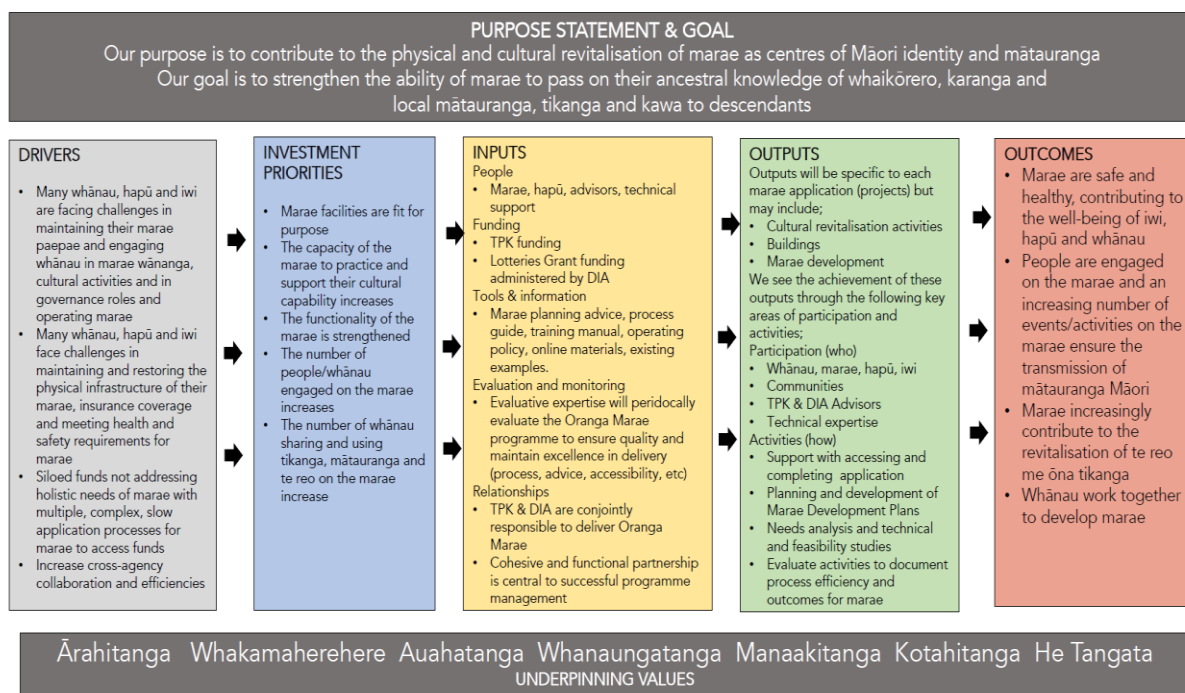 PURPOSE STATEMENT & GOAL
Our purpose is to contribute to the physical and cultural revitalisation of marae as centres of Māori identity and mātauranga
Our goal is to strengthen the ability of marae to pass on their ancestral knowledge of whaikōrero, karanga and
local mātauranga, tikanga and kawa to descendants
DRIVERS
• Many whānau, hapū and iwi
are facing challenges in
maintaining their marae
paepae and engaging
whānau in marae wānanga,
cultural activities and in
governance roles and
operating marae
• Many whānau, hapū and iwi
face challenges in
maintaining and restoring the
physical infrastructure of their
marae, insurance coverage
and meeting health and
safety requirements for
marae
• Siloed funds not addressing
holistic needs of marae with
multiple, complex, slow
application processes for
marae to access funds
• Increase cross-agency
collaboration and efficiencies
INVESTMENT
PRIORITIES
• Marae facilities are fit for
purpose
• The capacity of the
marae to practice and
support their cultural
capability increases
• The functionality of the
marae is strengthened
• The number of
people/whānau
engaged on the marae
increases
• The number of whānau
sharing and using
tikanga, mātauranga and
te reo on the marae
increase
INPUTS
People
• Marae, hapū, advisors, technical
support
Funding
• TPK funding
• Lotteries Grant funding
administered by DIA
Tools & information
• Marae planning advice, process
guide, training manual, operating
policy, online materials, existing
examples.
Evaluation and monitoring
• Evaluative expertise will peridocally
evaluate the Oranga Marae
programme to ensure quality and
maintain excellence in delivery
(process, advice, accessibility, etc)
Relationships
• TPK & DIA are conjointly
responsible to deliver Oranga
Marae
• Cohesive and functional partnership
is central to successful programme
management
OUTPUTS
Outputs will be specific to each
marae application (projects) but
may include;
• Cultural revitalisation activities
• Buildings
• Marae development
We see the achievement of these
outputs through the following key
areas of participation and
activities;
Participation (who)
• Whānau, marae, hapū, iwi
• Communities
• TPK & DIA Advisors
• Technical expertise
Activities (how)
• Support with accessing and
completing application
• Planning and development of
Marae Development Plans
• Needs analysis and technical
and feasibility studies
• Evaluate activities to document
process efficiency and
outcomes for marae
OUTCOMES
• Marae are safe and
healthy, contributing to
the well-being of iwi,
hapū and whānau
• People are engaged
on the marae and an
increasing number of
events/activities on the
marae ensure the
transmission of
mātauranga Māori
• Marae increasingly
contribute to the
revitalisation of te reo
me ōna tikanga
• Whānau work together
to develop marae
Ārahitanga Whakamaherehere Auahatanga Whanaungatanga Manaakitanga Kotahitanga He Tangata
UNDERPINNING VALUES